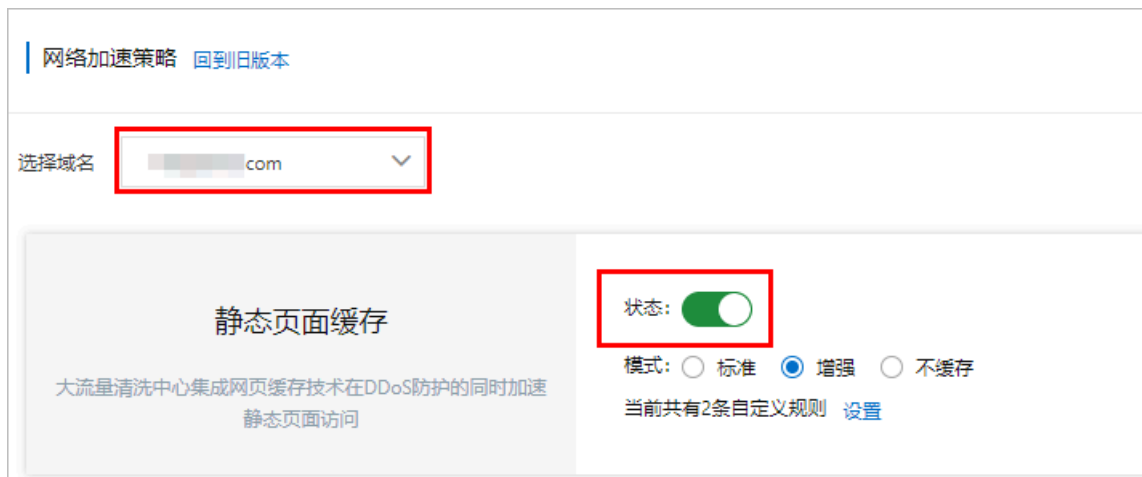 网络加速策略 回到旧版本
选择域名 com
静态页面缓存
大流量清洗中心集成网页缓存技术在DDoS防护的同时加速
静态页面访问
状态：
模式： 标准 增强 不缓存
当前共有2条自定义规则 设置